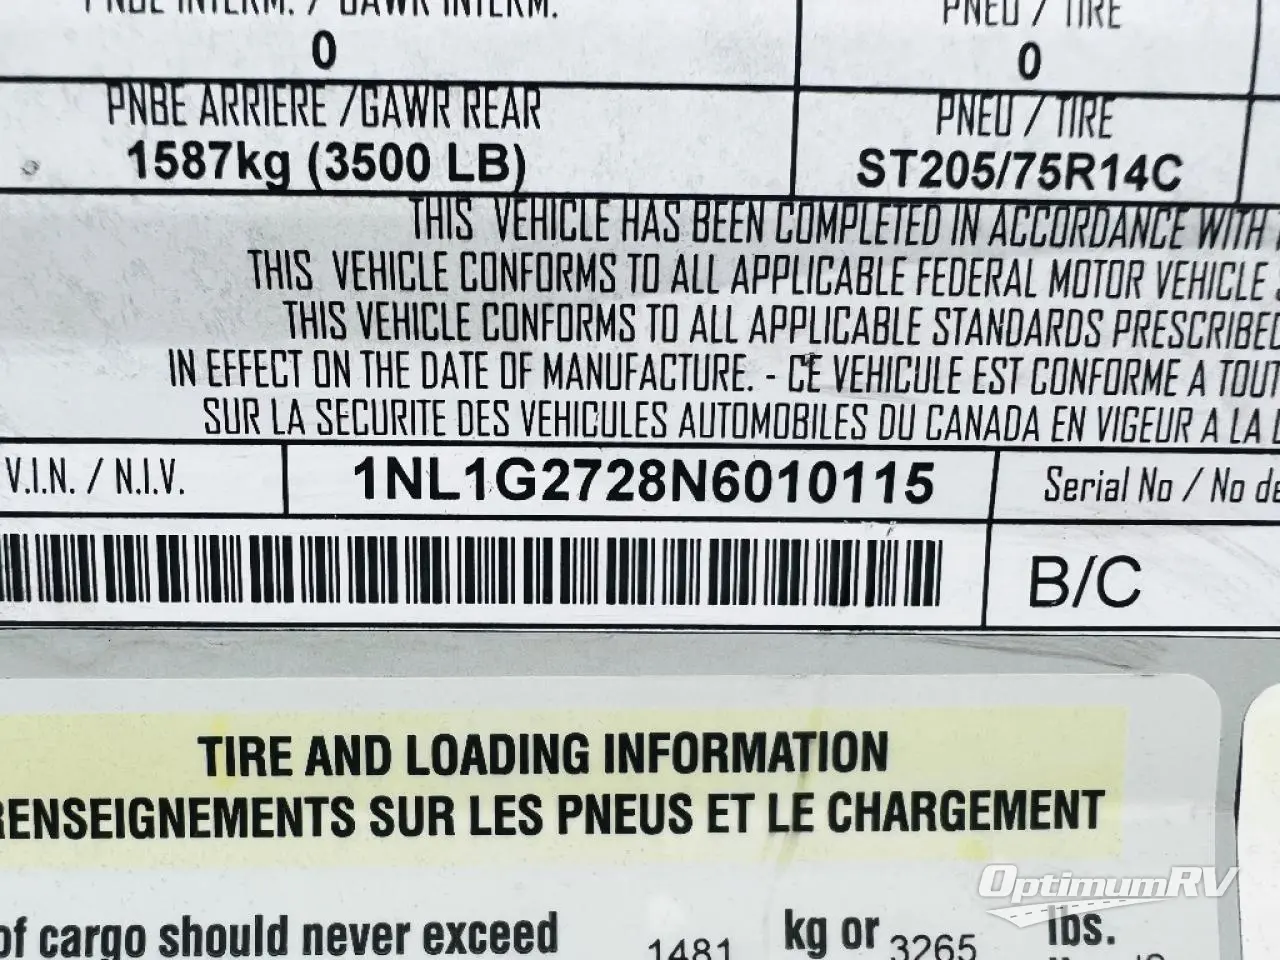 PNBE INTERM. / GAWR INTERM.
PNEU / TIRE
0
0
PNBE ARRIERE /GAWR REAR
PNEU / TIRE
1587kg (3500 LB)
ST205/75R14C
THIS VEHICLE HAS BEEN COMPLETED IN ACCORDANCE WITH
THIS VEHICLE CONFORMS TO ALL APPLICABLE FEDERAL MOTOR VEHICLE
THIS VEHICLE CONFORMS TO ALL APPLICABLE STANDARDS PRESCRIBED
IN EFFECT ON THE DATE OF MANUFACTURE. - CE VEHICULE EST CONFORME A TOUT
SUR LA SECURITE DES VEHICULES AUTOMOBILES DU CANADA EN VIGEUR A LA
V.I.N. / N.I.V.
1NL1G2728N6010115
Serial No / No de
B/C
TIRE AND LOADING INFORMATION
RENSEIGNEMENTS SUR LES PNEUS ET LE CHARGEMENT
OptimumRV
of cargo should never exceed 1481 kg or 3265 lbs.